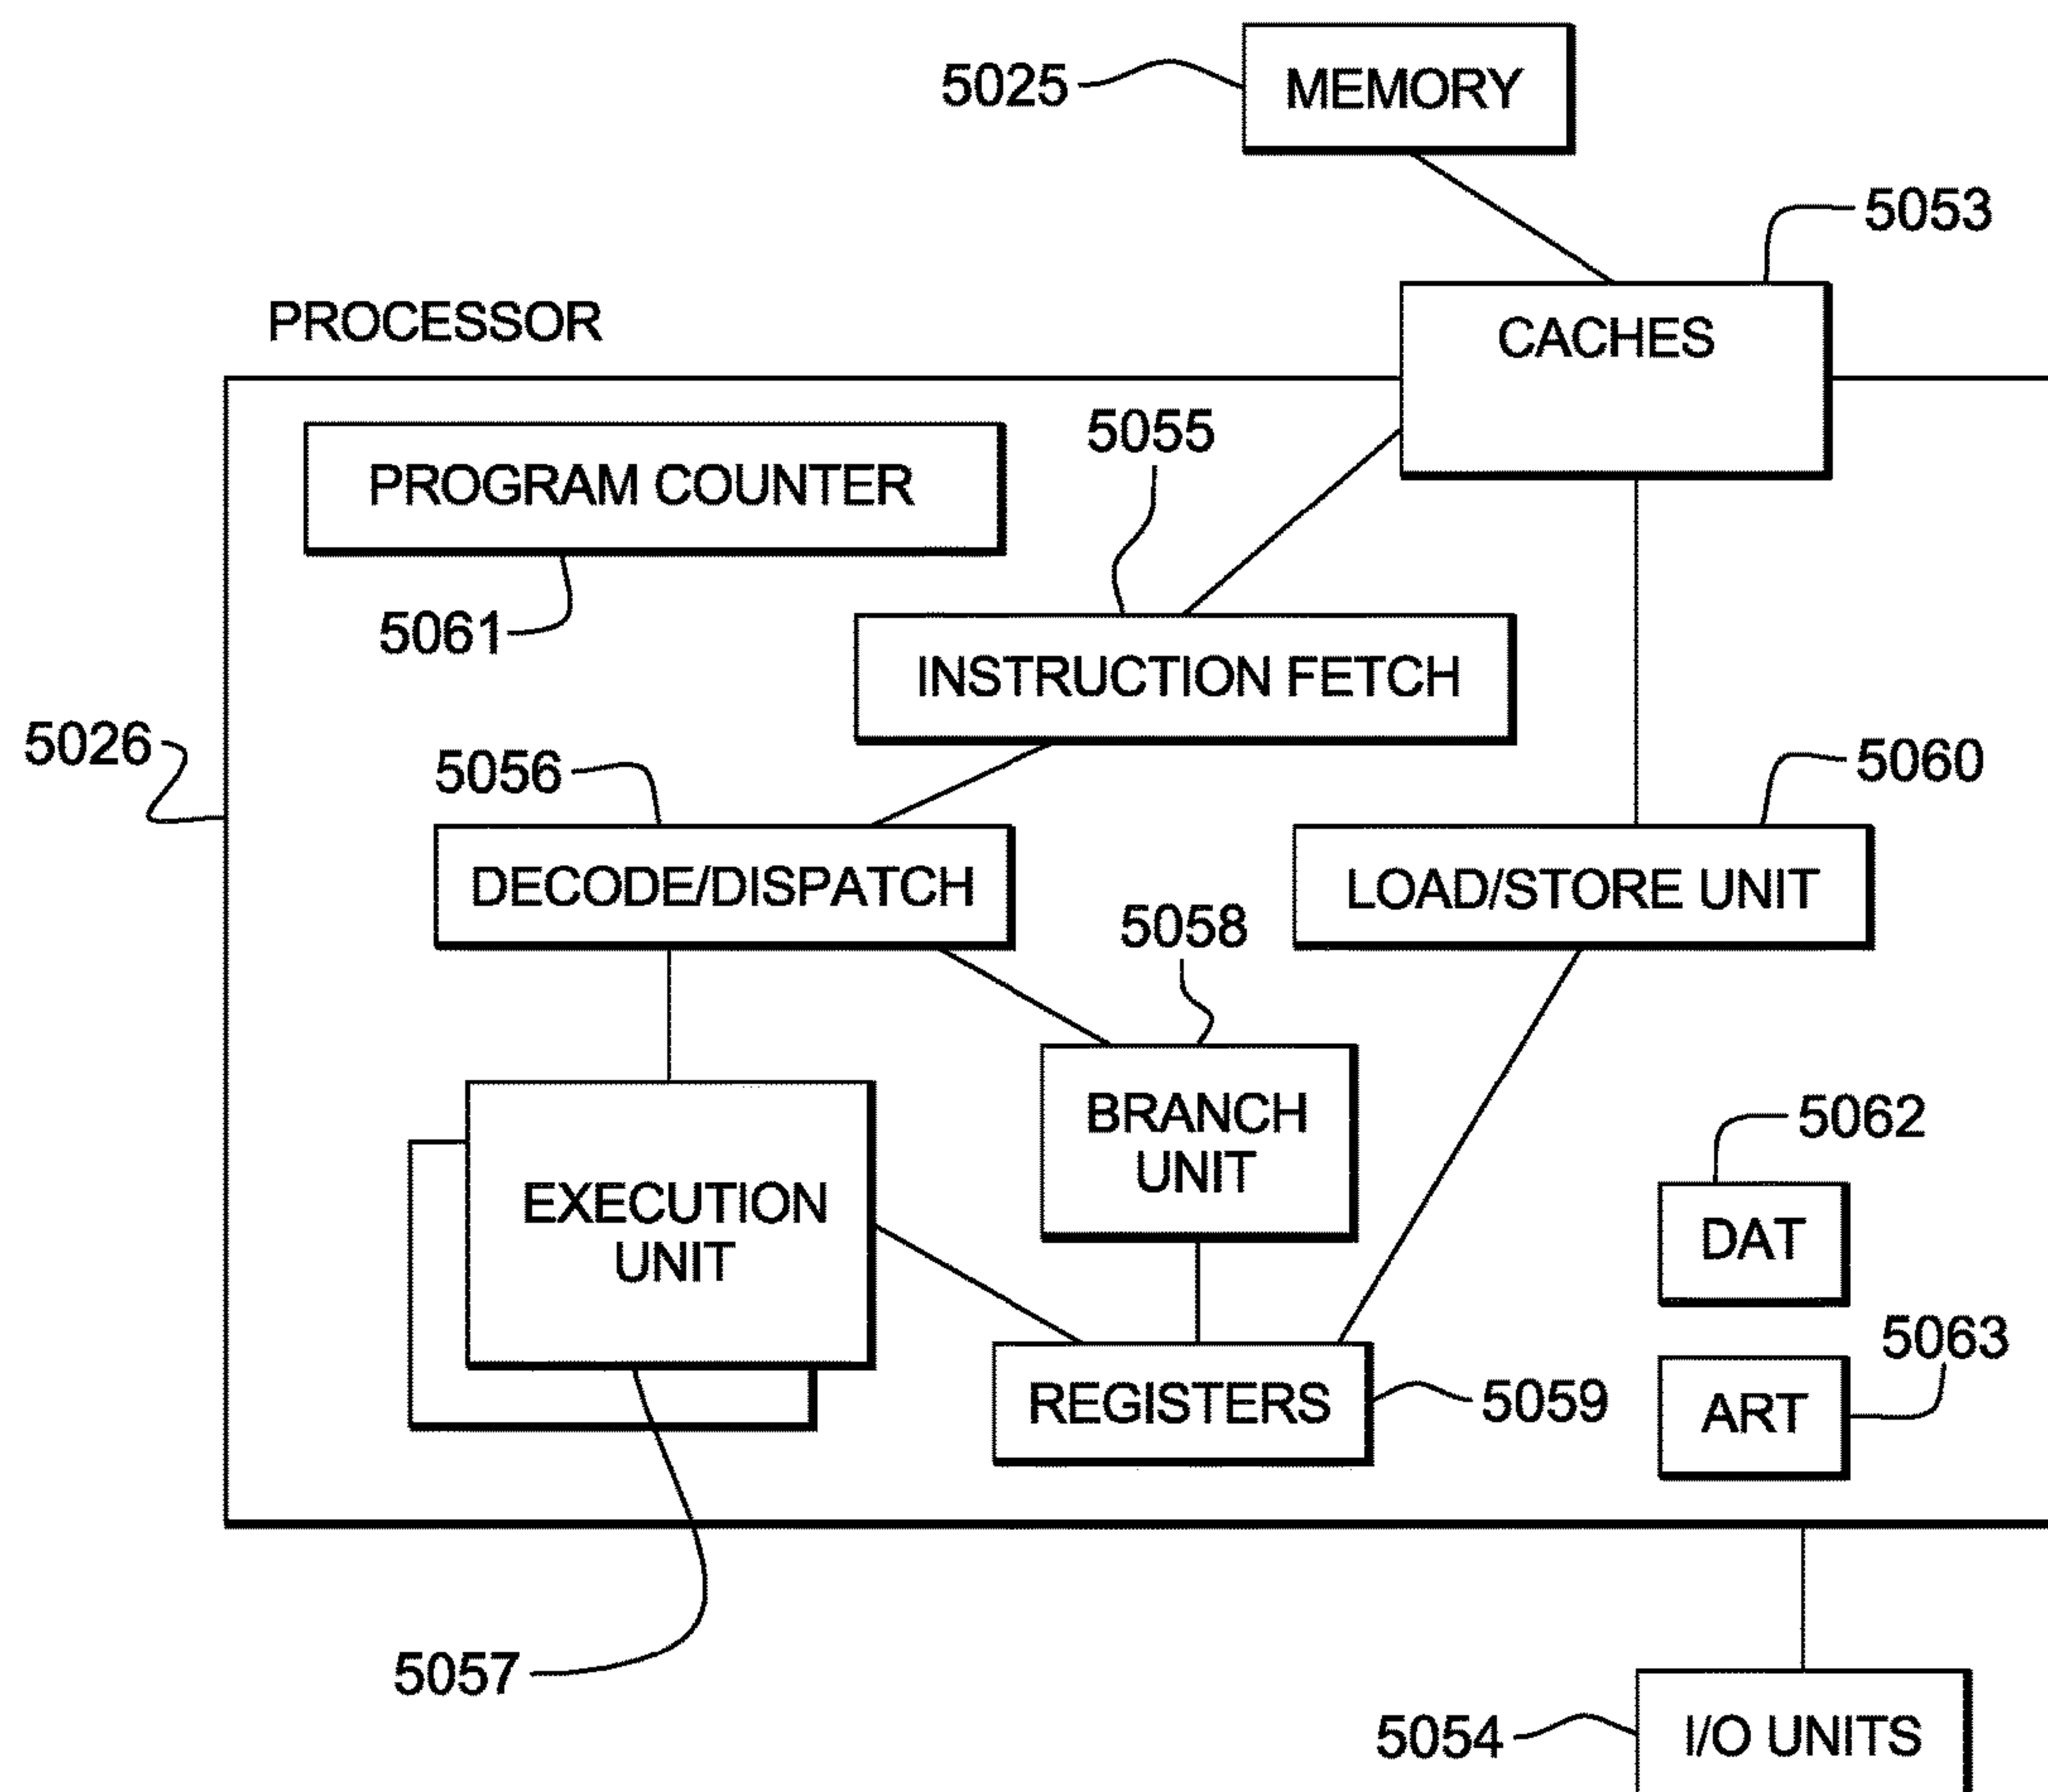 MEMORY
5025
5053
CACHES
PROCESSOR
5055
PROGRAM COUNTER
5061
INSTRUCTION FETCH
5026
5056
5060
DECODE/DISPATCH
LOAD/STORE UNIT
5058
BRANCH
UNIT
5062
EXECUTION
UNIT
DAT
5063
REGISTERS
5059
ART
5057
5054
I/O UNITS